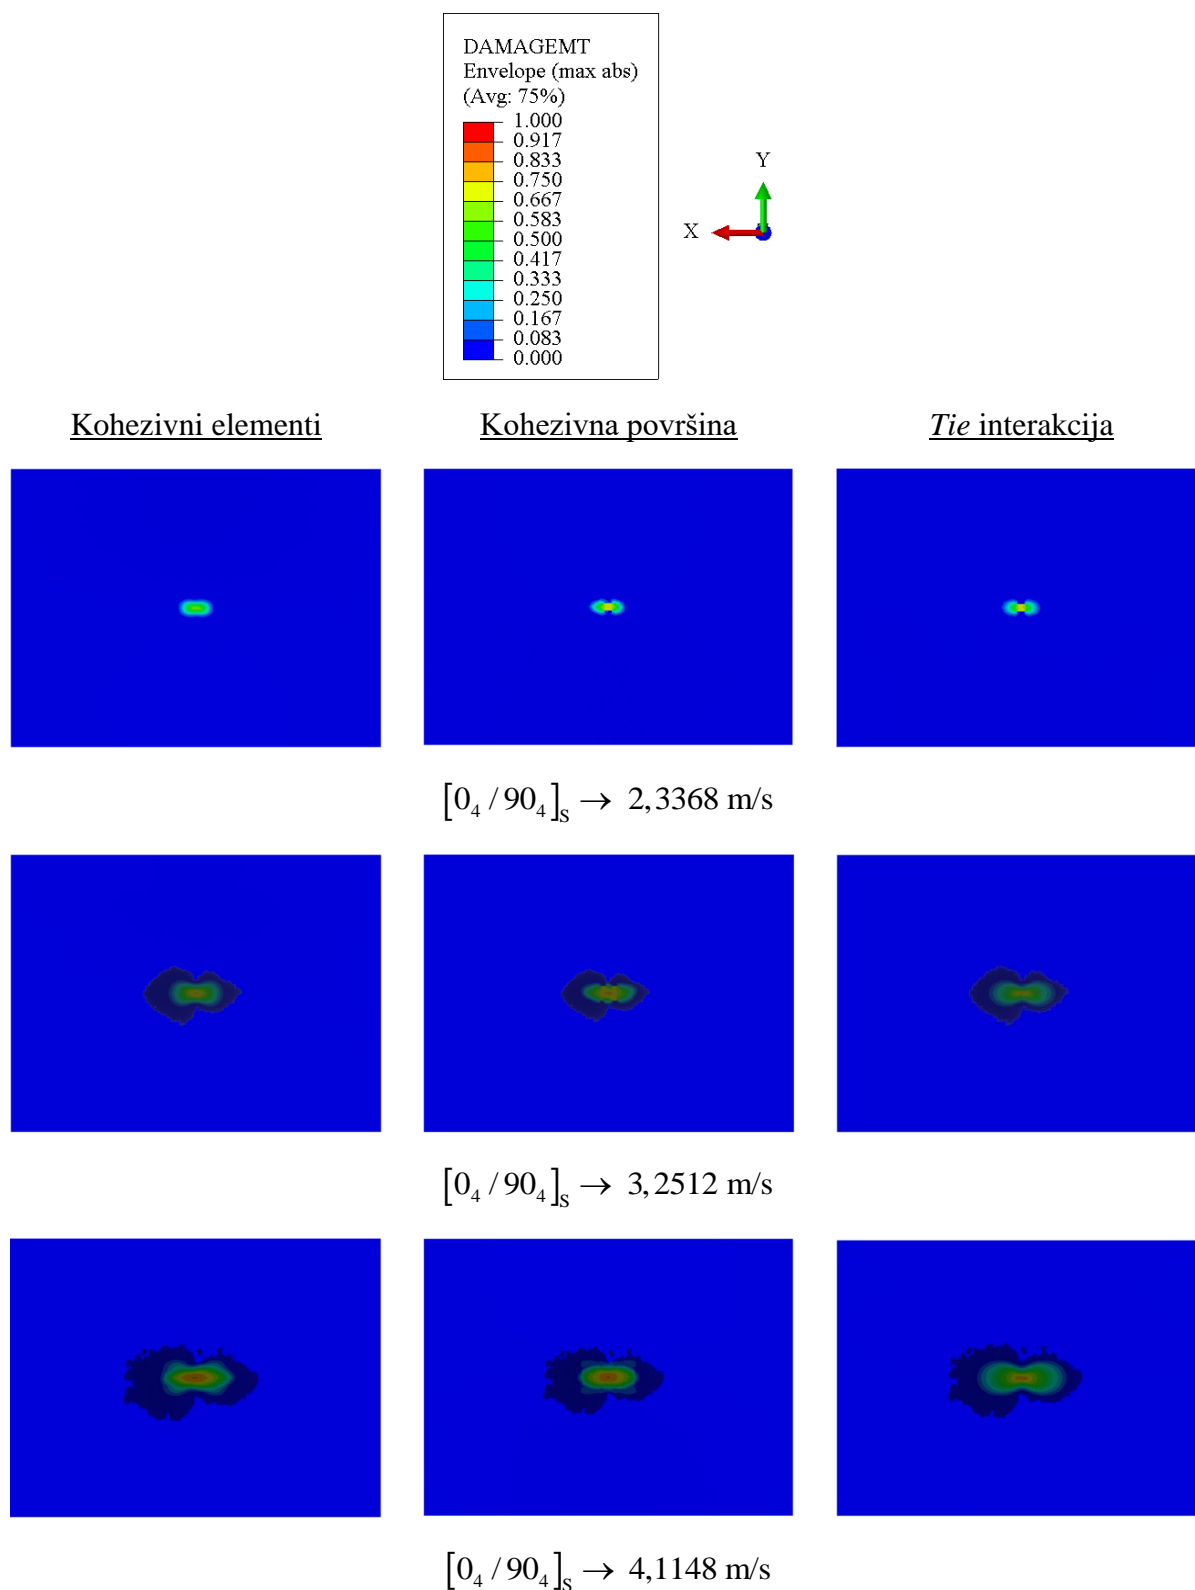 DAMAGEMT
Envelope (max abs)
(Avg: 75%)
1.000
0.917
0.833
0.750
0.667
0.583
0.500
0.417
0.333
0.250
0.167
0.083
0.000
Y
X
Kohezivni elementi Kohezivna površina Tie interakcija
[0₄ / 90₄]S → 2,3368 m/s
[0₄ / 90₄]S → 3,2512 m/s
[0₄ / 90₄]S → 4,1148 m/s